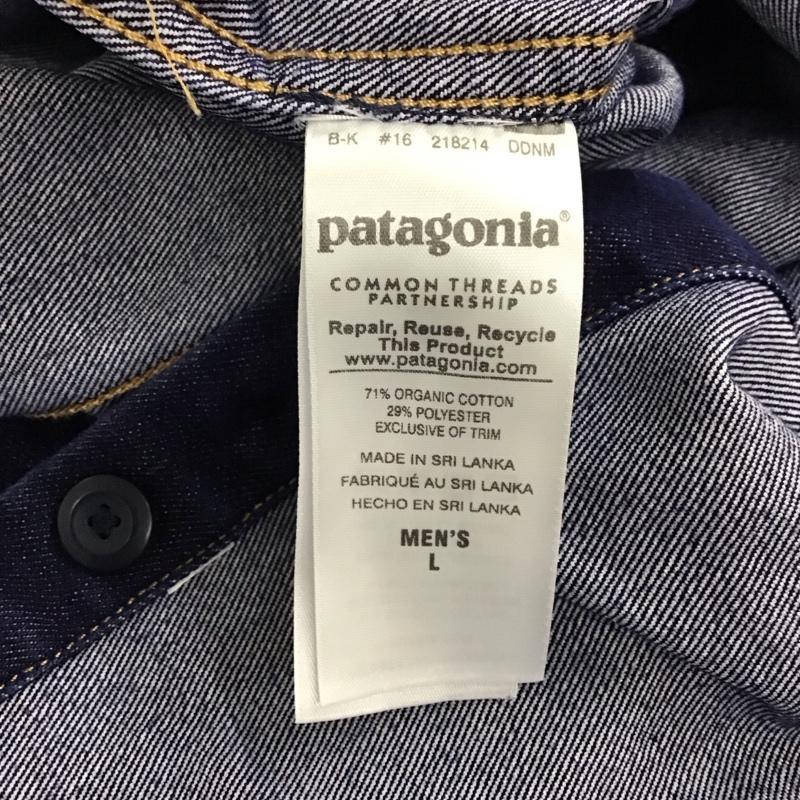 B-K #16 218214 DDNM
patagonia®
COMMON THREADS
PARTNERSHIP
Repair, Reuse, Recycle
This Product
www.patagonia.com
71% ORGANIC COTTON
29% POLYESTER
EXCLUSIVE OF TRIM
MADE IN SRI LANKA
FABRIQUÉ AU SRI LANKA
HECHO EN SRI LANKA
MEN'S
L